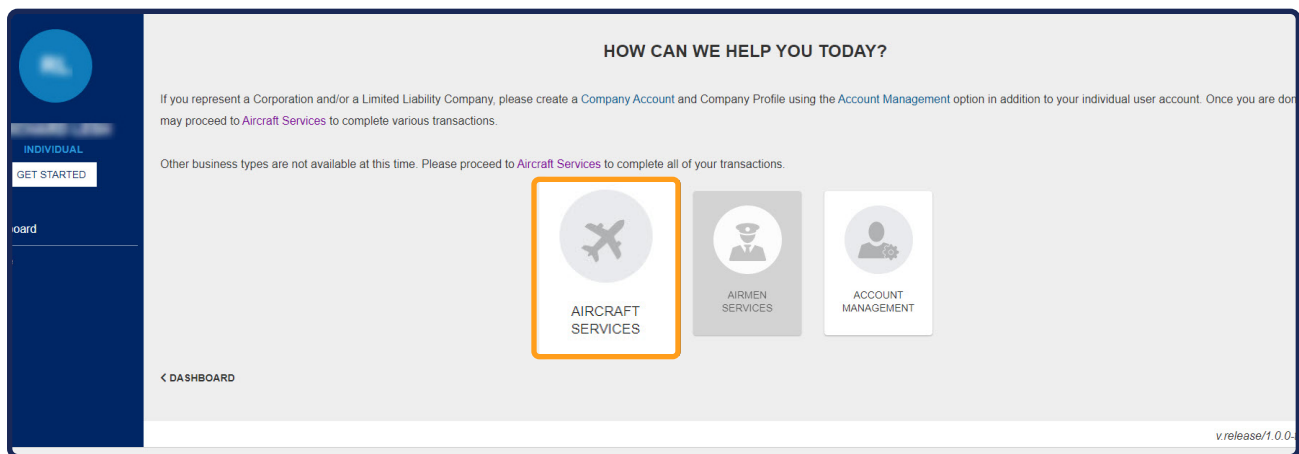 HOW CAN WE HELP YOU TODAY?
If you represent a Corporation and/or a Limited Liability Company, please create a Company Account and Company Profile using the Account Management option in addition to your individual user account. Once you are
may proceed to Aircraft Services to complete various transactions.
INDIVIDUAL
Other business types are not available at this time. Please proceed to Aircraft Services to complete all of your transactions.
GET STARTED
AIRCRAFT
SERVICES
AIRMEN
SERVICES
ACCOUNT
MANAGEMENT
< DASHBOARD
v.release/1.0.0-